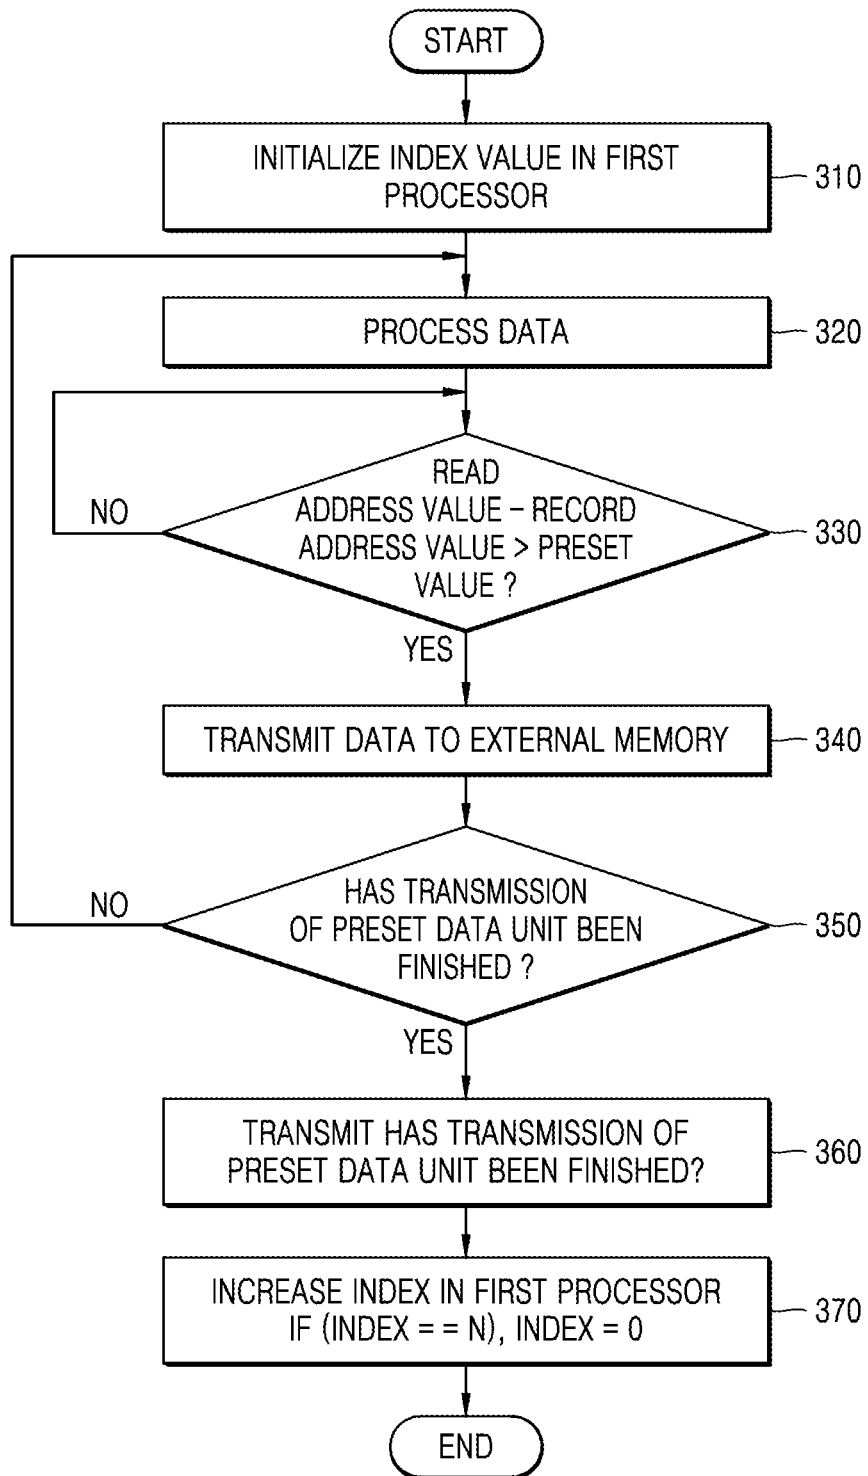 START
INITIALIZE INDEX VALUE IN FIRST
PROCESSOR
310
PROCESS DATA
320
READ
ADDRESS VALUE – RECORD
ADDRESS VALUE > PRESET
VALUE ?
NO
330
YES
TRANSMIT DATA TO EXTERNAL MEMORY
340
HAS TRANSMISSION
OF PRESET DATA UNIT BEEN
FINISHED ?
NO
350
YES
TRANSMIT HAS TRANSMISSION OF
PRESET DATA UNIT BEEN FINISHED?
360
INCREASE INDEX IN FIRST PROCESSOR
IF (INDEX = = N), INDEX = 0
370
END